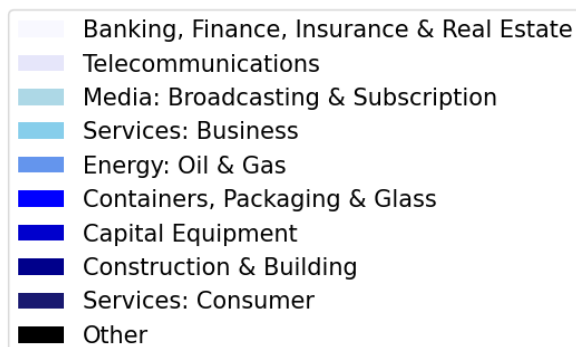 Banking, Finance, Insurance & Real Estate
Telecommunications
Media: Broadcasting & Subscription
Services: Business
Energy: Oil & Gas
Containers, Packaging & Glass
Capital Equipment
Construction & Building
Services: Consumer
Other